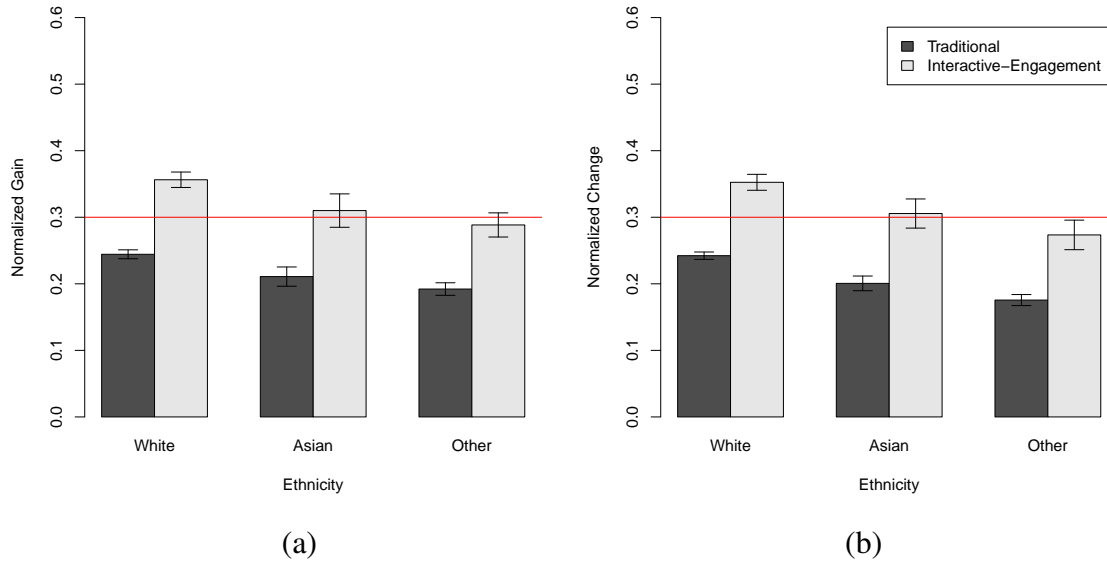 0.6
0.5
0.4
0.3
0.2
0.1
0.0
Normalized Gain
White
Asian
Other
Ethnicity
(a)
0.6
0.5
0.4
0.3
0.2
0.1
0.0
Normalized Change
Traditional
Interactive−Engagement
White
Asian
Other
Ethnicity
(b)